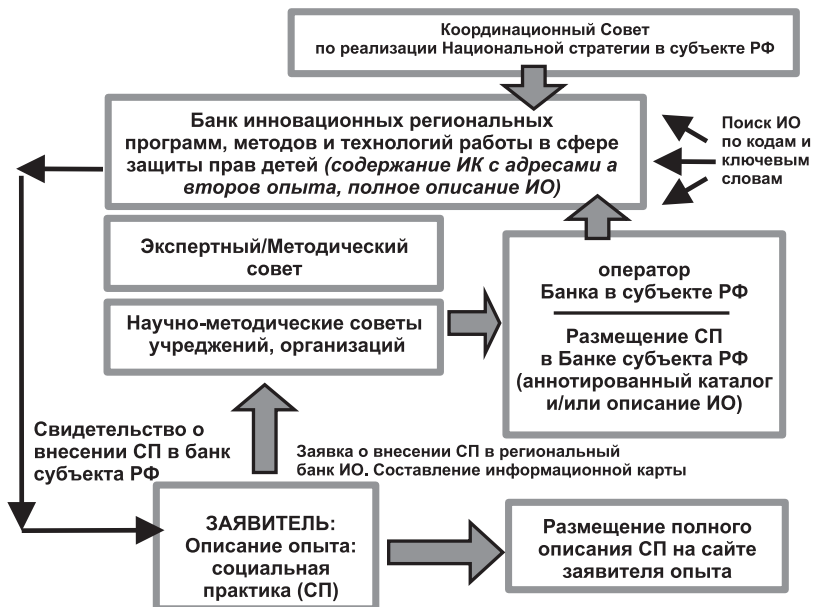 Координационный Совет
по реализации Национальной стратегии в субъекте РФ
Банк инновационных региональных
программ, методов и технологий работы в сфере
защиты прав детей (содержание ИК с адресами а
второв опыта, полное описание ИО)
Поиск ИО
по кодам и
ключевым
словам
Экспертный/Методический
совет
Научно-методические советы
учреджений, организаций
оператор
Банка в субъекте РФ
Размещение СП
в Банке субъекта РФ
(аннотированный каталог
и/или описание ИО)
Свидетельство о
внесении СП в банк
субъекта РФ
Заявка о внесении СП в региональный
банк ИО. Составление информационной карты
ЗАЯВИТЕЛЬ:
Описание опыта:
социальная
практика (СП)
Размещение полного
описания СП на сайте
заявителя опыта